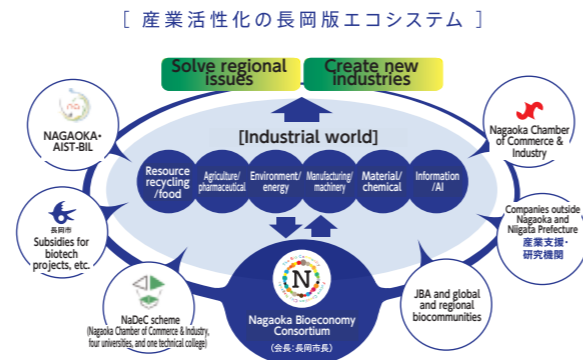 [ 産業活性化の長岡版エコシステム ]
Solve regional
issues
Create new
industries
NAGAOKA・
AIST-BIL
[Industrial world]
Nagaoka Chamber
of Commerce &
Industry
Resource
recycling
/food
Agriculture/
pharmaceutical
Environment/
energy
Manufacturing/
machinery
Material/
chemical
Information
/AI
長岡市
Subsidies for
biotech
projects, etc.
Companies outside
Nagaoka and
Niigata Prefecture
産業支援・
研究機関
NaDeC scheme
(Nagaoka Chamber of Commerce & Industry,
four universities, and one technical college)
N
Nagaoka Bioeconomy
Consortium
(会長:長岡市長)
JBA and global
and regional
biocommunities